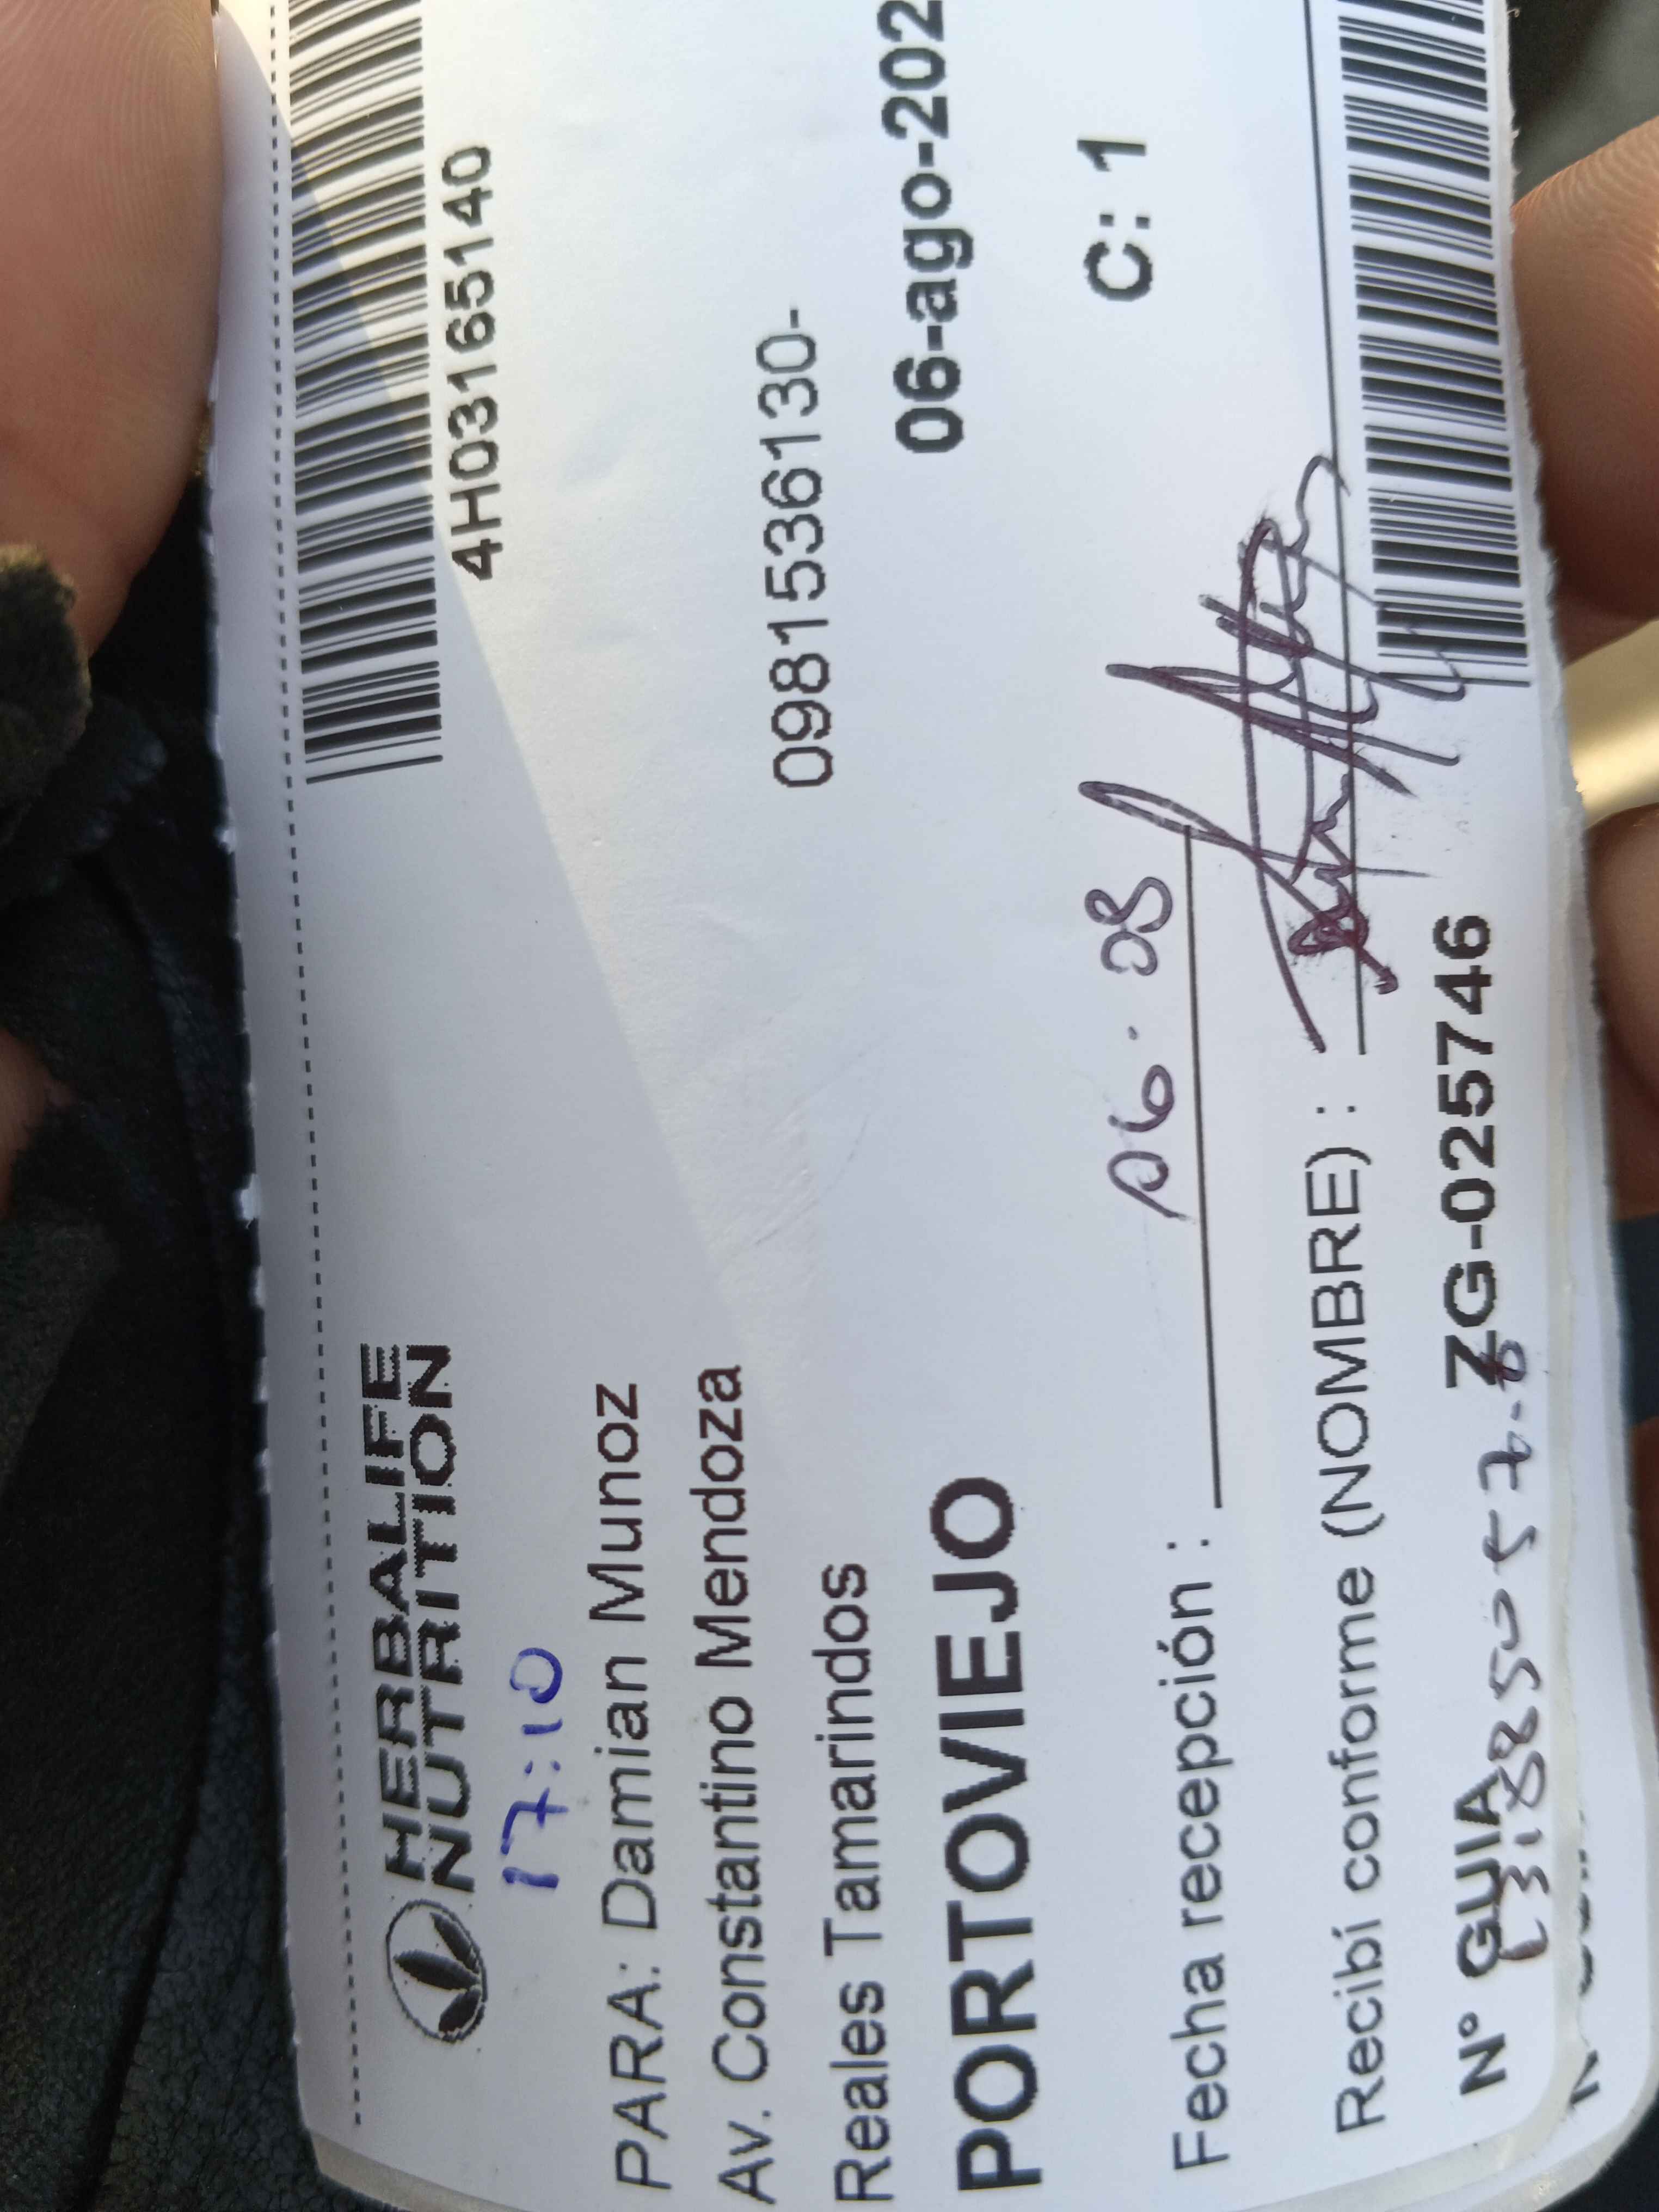 4H03165140
HERBALIFE
NUTRITION
17:10
PARA: Damian Munoz
Av. Constantino Mendoza
0981536130-
Reales Tamarindos
06-ago-202
PORTOVIEJO
C: 1
Fecha recepción : 06.08
Recibí conforme (NOMBRE) :
Nº GUIA ZG-025746